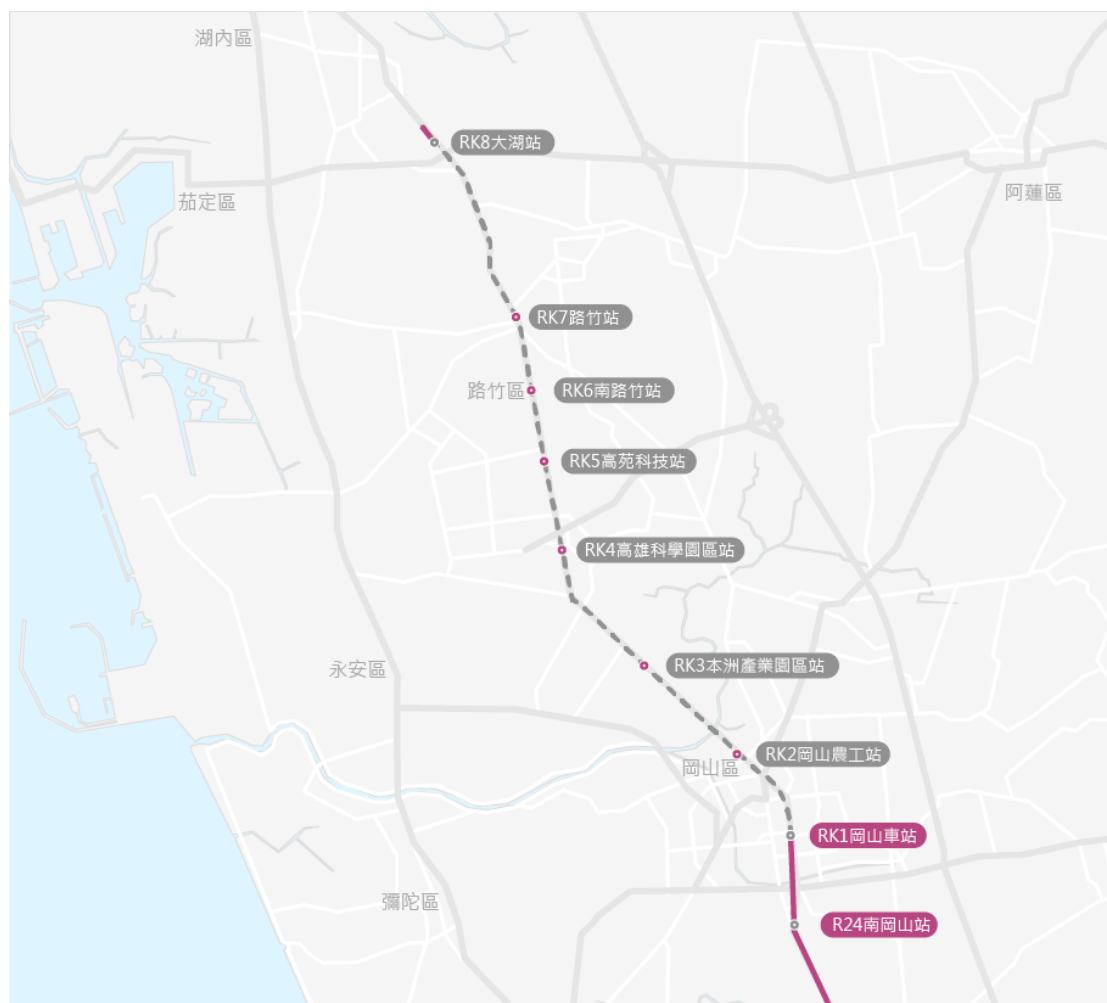 湖內區
RK8大湖站
阿蓮區
茄定區
RK7路竹站
路竹區
RK6南路竹站
RK5高苑科技站
RK4高雄科學園區站
RK3本洲產業園區站
永安區
RK2岡山農工站
岡山區
RK1岡山車站
彌陀區
R24南岡山站